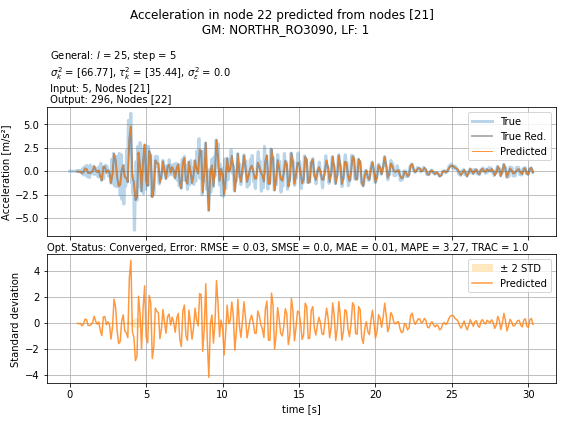 Acceleration in node 22 predicted from nodes [21]
GM: NORTHR_RO3090, LF: 1
General: l = 25, step = 5
σ²ₖ = [66.77], τ²ₖ = [35.44], σ²ε = 0.0
Input: 5, Nodes [21]
Output: 296, Nodes [22]
Acceleration [m/s²]
5.0
2.5
0.0
−2.5
−5.0
True
True Red.
Predicted
Opt. Status: Converged, Error: RMSE = 0.03, SMSE = 0.0, MAE = 0.01, MAPE = 3.27, TRAC = 1.0
Standard deviation
4
2
0
−2
−4
± 2 STD
Predicted
0 5 10 15 20 25 30
time [s]